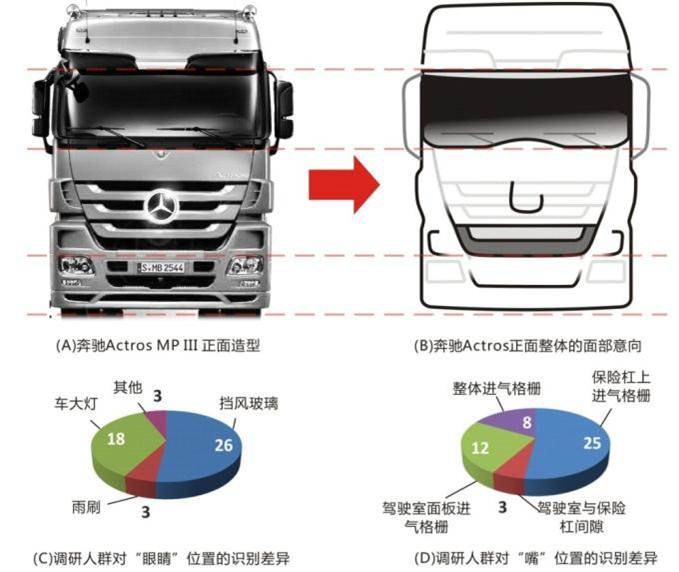 ACTROS
S·MB 2544
(A)奔驰Actros MP III 正面造型
(B)奔驰Actros正面整体的面部意向
其他
3
车大灯
挡风玻璃
18
26
雨刷
3
(C)调研人群对“眼睛”位置的识别差异
整体进气格栅
保险杠上
进气格栅
8
12
25
驾驶室面板进
气格栅
3
驾驶室与保险
杠间隙
(D)调研人群对“嘴”位置的识别差异